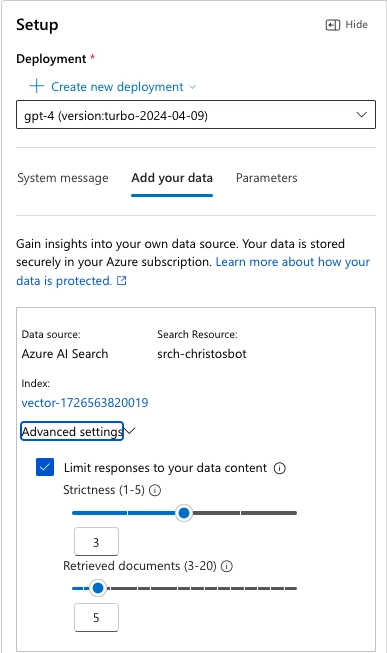 Setup
Hide
Deployment *
Create new deployment
gpt-4 (version:turbo-2024-04-09)
System message
Add your data
Parameters
Gain insights into your own data source. Your data is stored
securely in your Azure subscription. Learn more about how your
data is protected.
Data source:
Search Resource:
Azure AI Search
srch-christosbot
Index:
vector-1726563820019
Advanced settings
Limit responses to your data content
Strictness (1-5)
3
Retrieved documents (3-20)
5